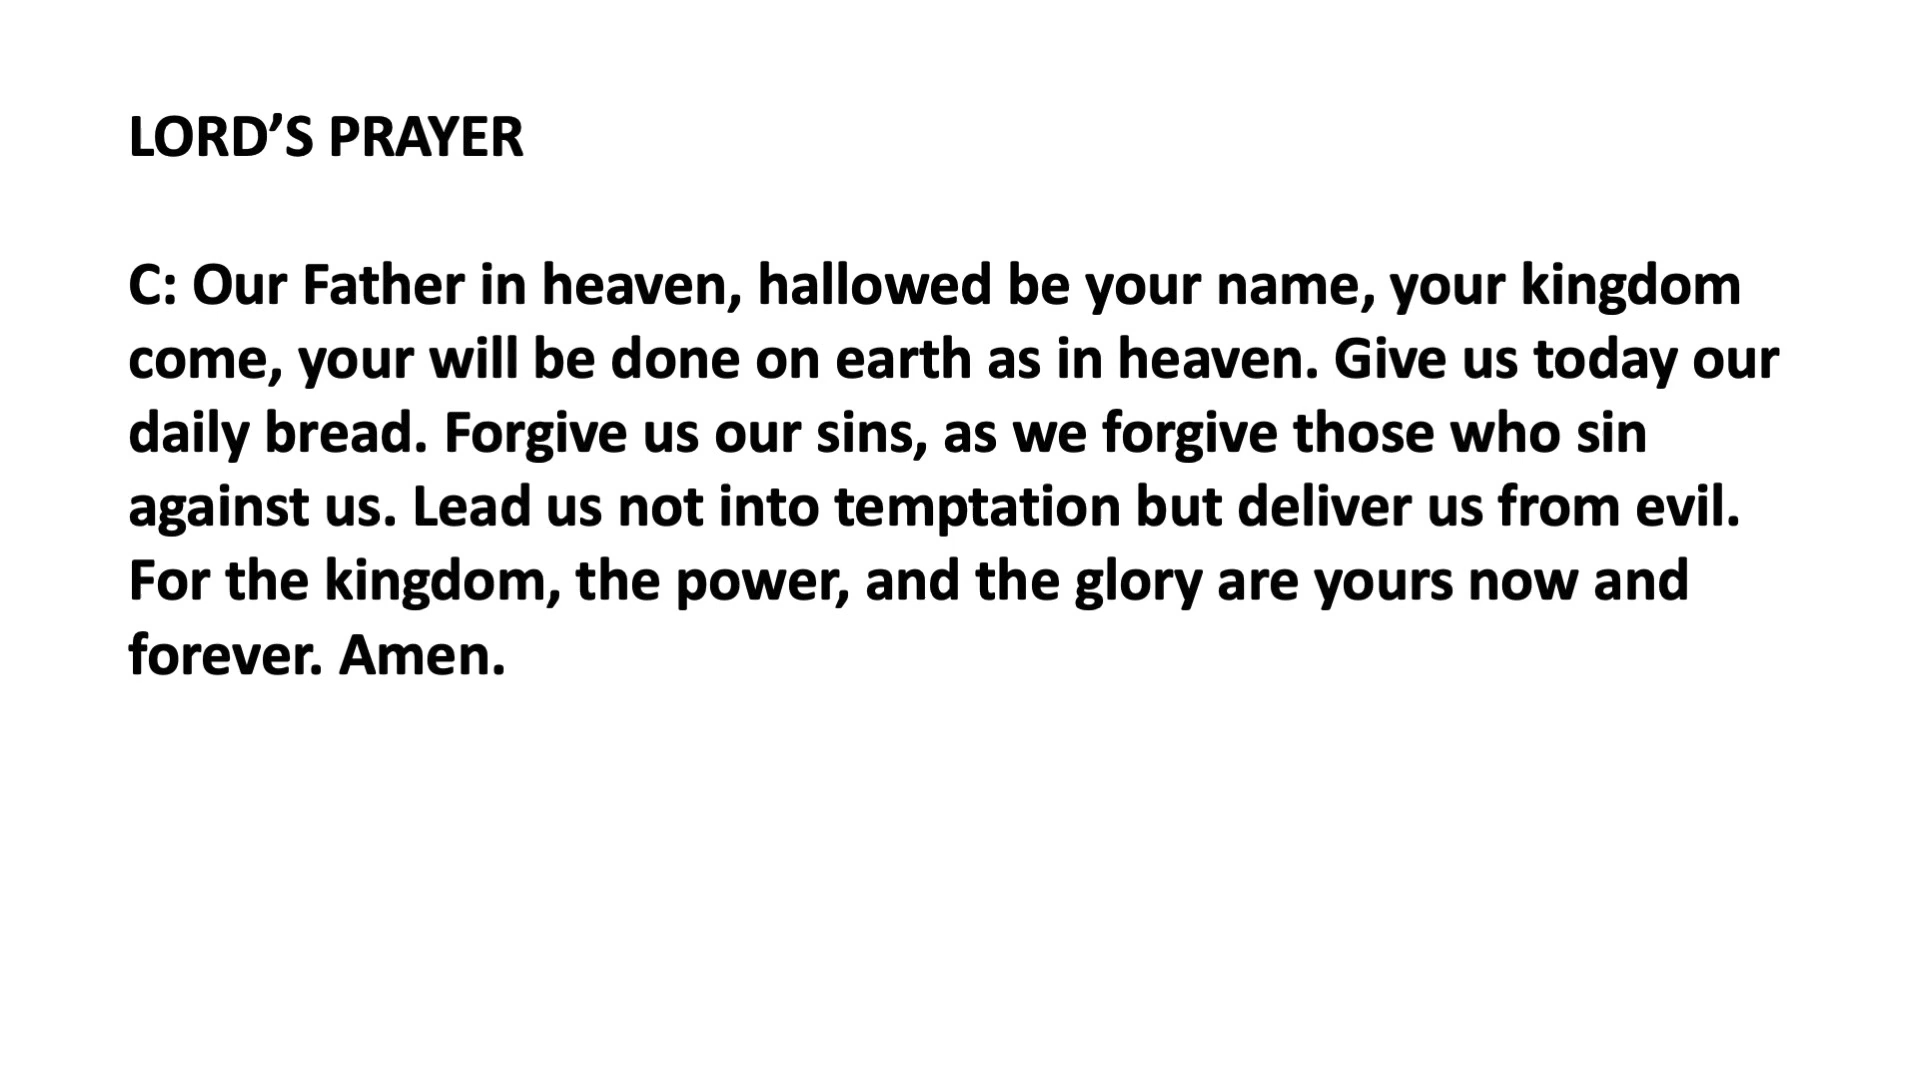 LORD’S PRAYER
C: Our Father in heaven, hallowed be your name, your kingdom
come, your will be done on earth as in heaven. Give us today our
daily bread. Forgive us our sins, as we forgive those who sin
against us. Lead us not into temptation but deliver us from evil.
For the kingdom, the power, and the glory are yours now and
forever. Amen.